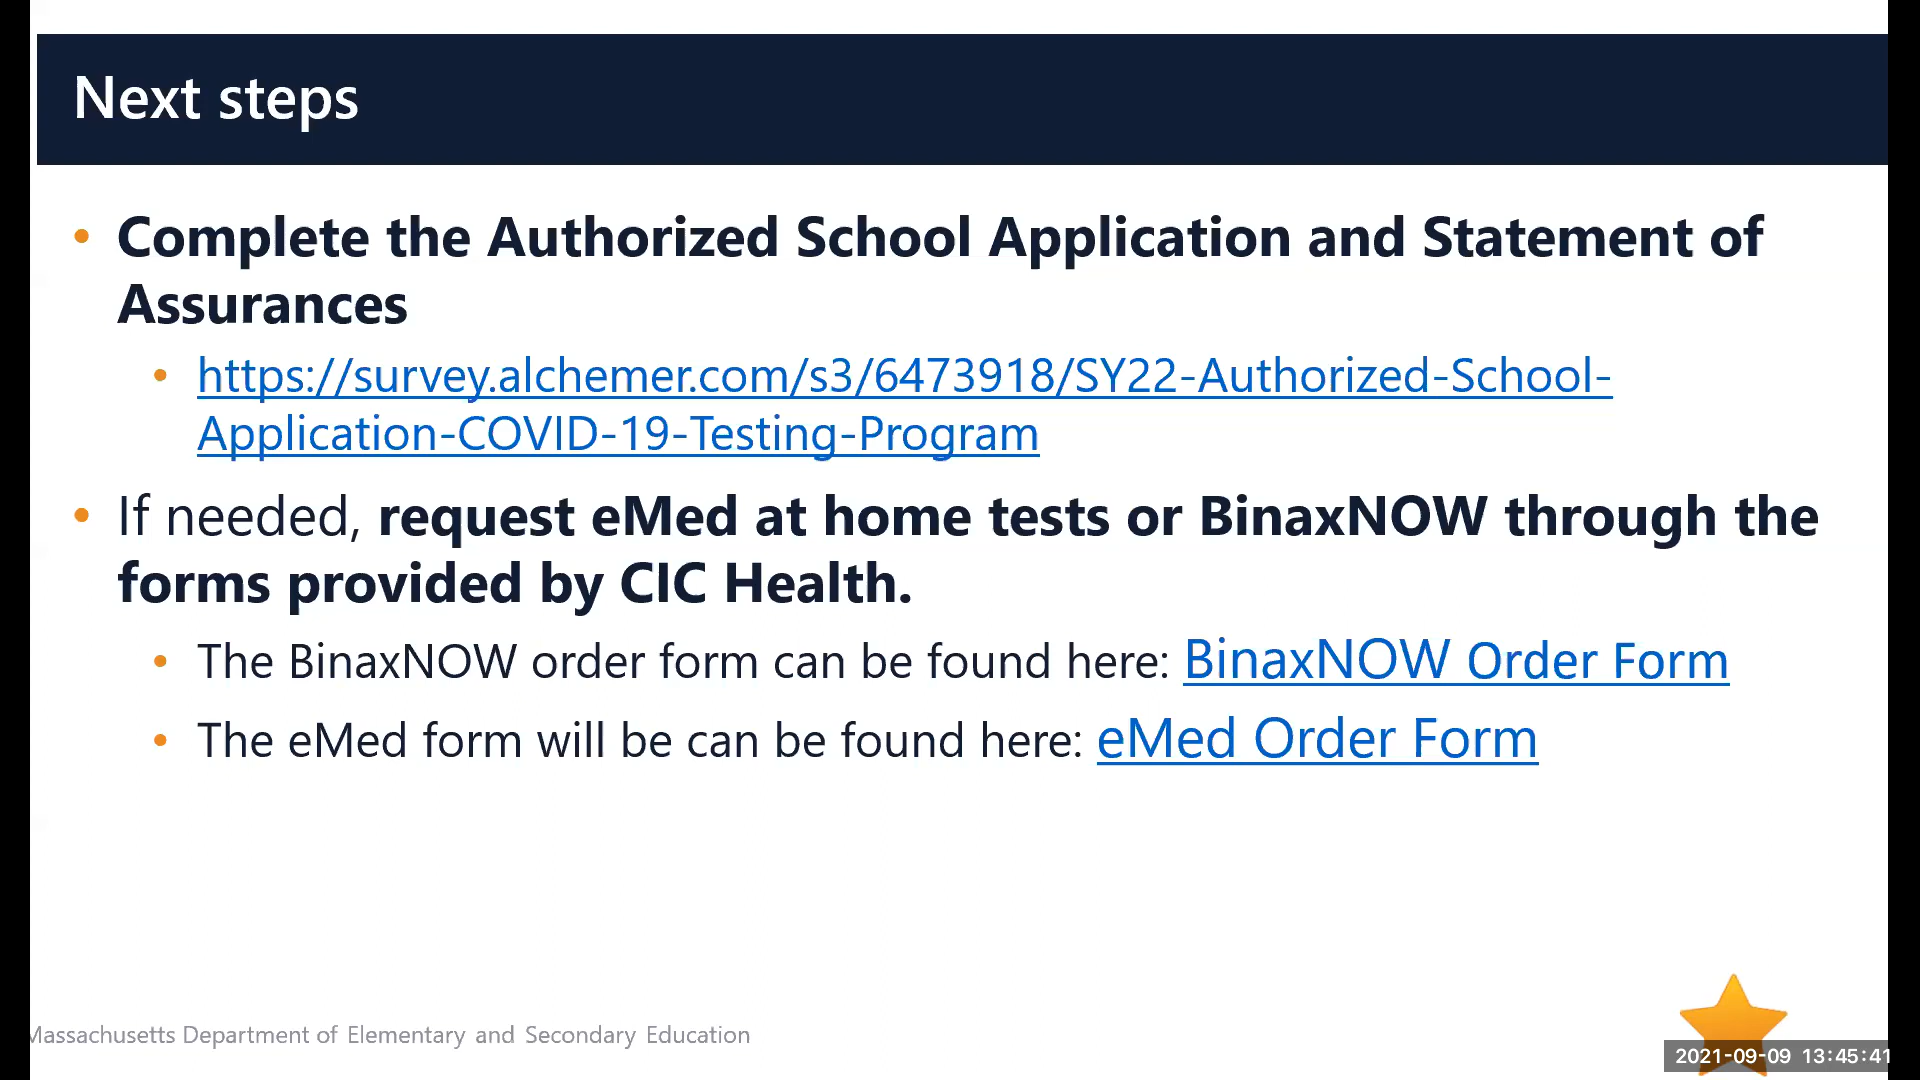 Next steps
• Complete the Authorized School Application and Statement of
Assurances
• https://survey.alchemer.com/s3/6473918/SY22-Authorized-School-
Application-COVID-19-Testing-Program
• If needed, request eMed at home tests or BinaxNOW through the
forms provided by CIC Health.
• The BinaxNOW order form can be found here: BinaxNOW Order Form
• The eMed form will be can be found here: eMed Order Form
Massachusetts Department of Elementary and Secondary Education
2021-09-09 13:45:41